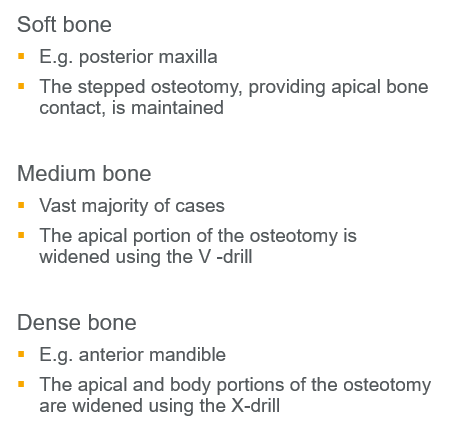 Soft bone
▪ E.g. posterior maxilla
▪ The stepped osteotomy, providing apical bone
contact, is maintained
Medium bone
▪ Vast majority of cases
▪ The apical portion of the osteotomy is
widened using the V -drill
Dense bone
▪ E.g. anterior mandible
▪ The apical and body portions of the osteotomy
are widened using the X-drill